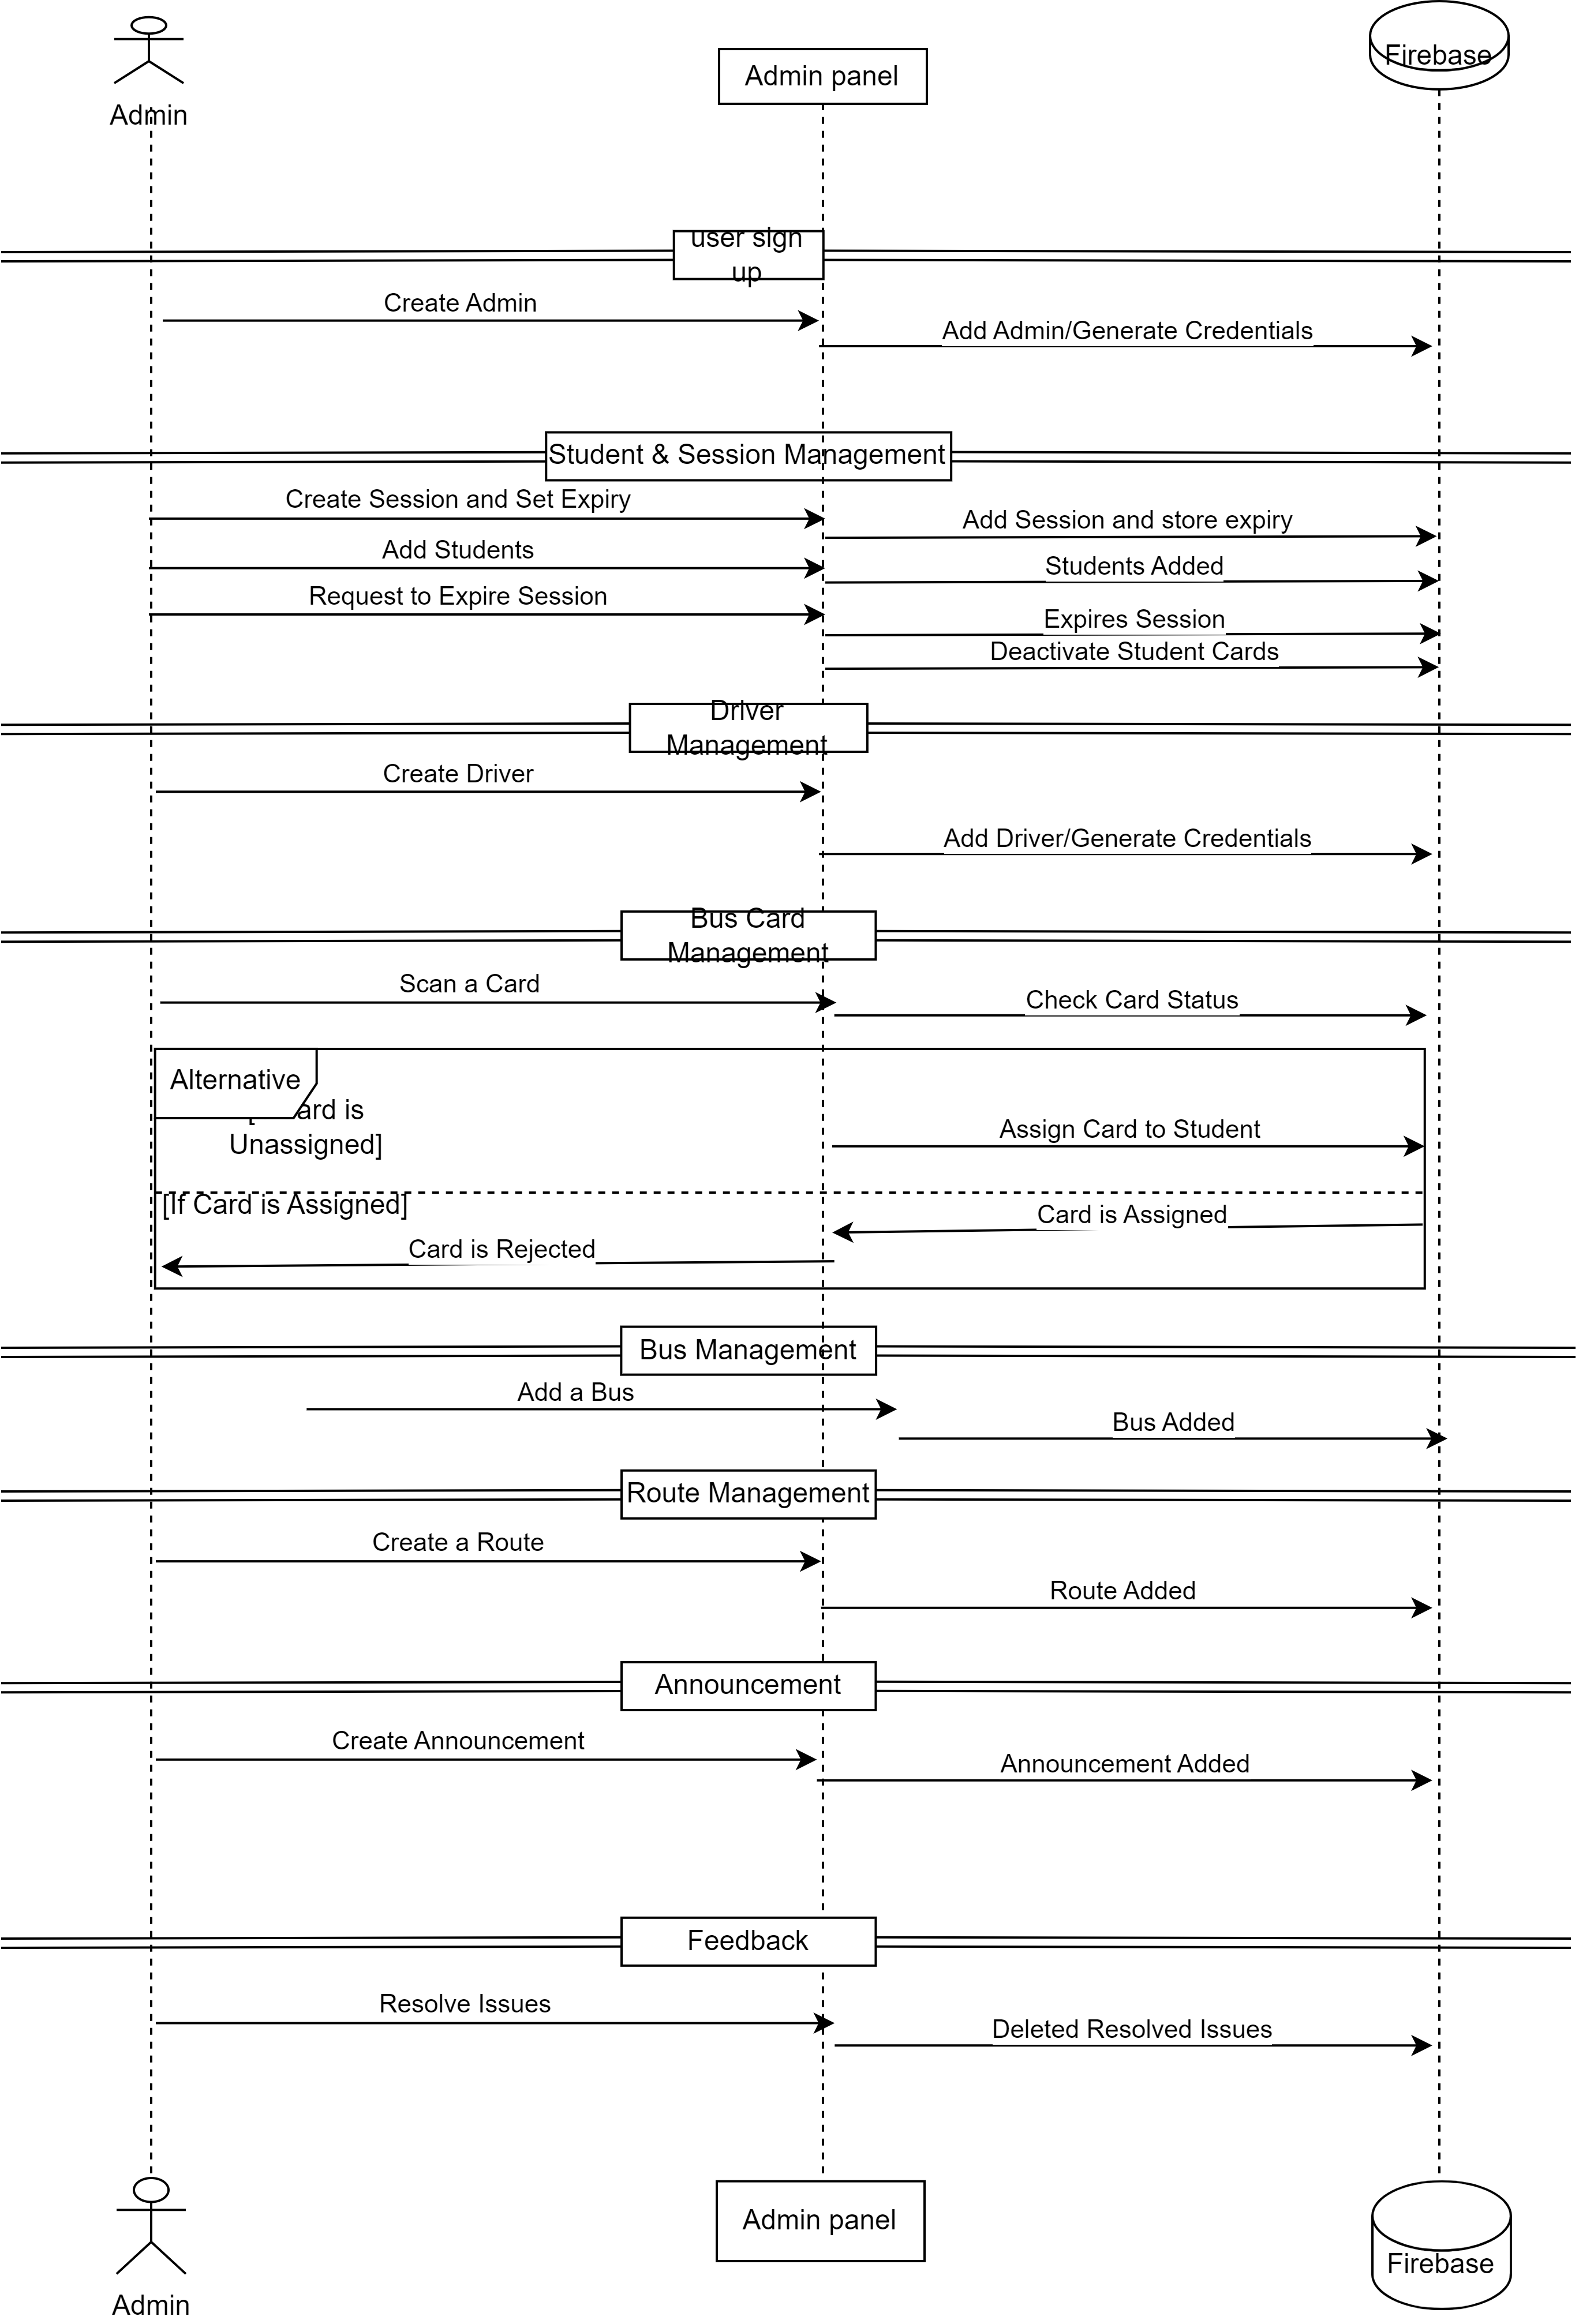 Admin
Admin panel
Firebase
user sign
up
Create Admin
Add Admin/Generate Credentials
Student & Session Management
Create Session and Set Expiry
Add Session and store expiry
Add Students
Students Added
Request to Expire Session
Expires Session
Deactivate Student Cards
Driver
Management
Create Driver
Add Driver/Generate Credentials
Bus Card
Management
Scan a Card
Check Card Status
Alternative
is
Unassigned]
Assign Card to Student
[If Card is Assigned]
Card is Assigned
Card is Rejected
Bus Management
Add a Bus
Bus Added
Route Management
Create a Route
Route Added
Announcement
Create Announcement
Announcement Added
Feedback
Resolve Issues
Deleted Resolved Issues
Admin panel
Firebase
Admin